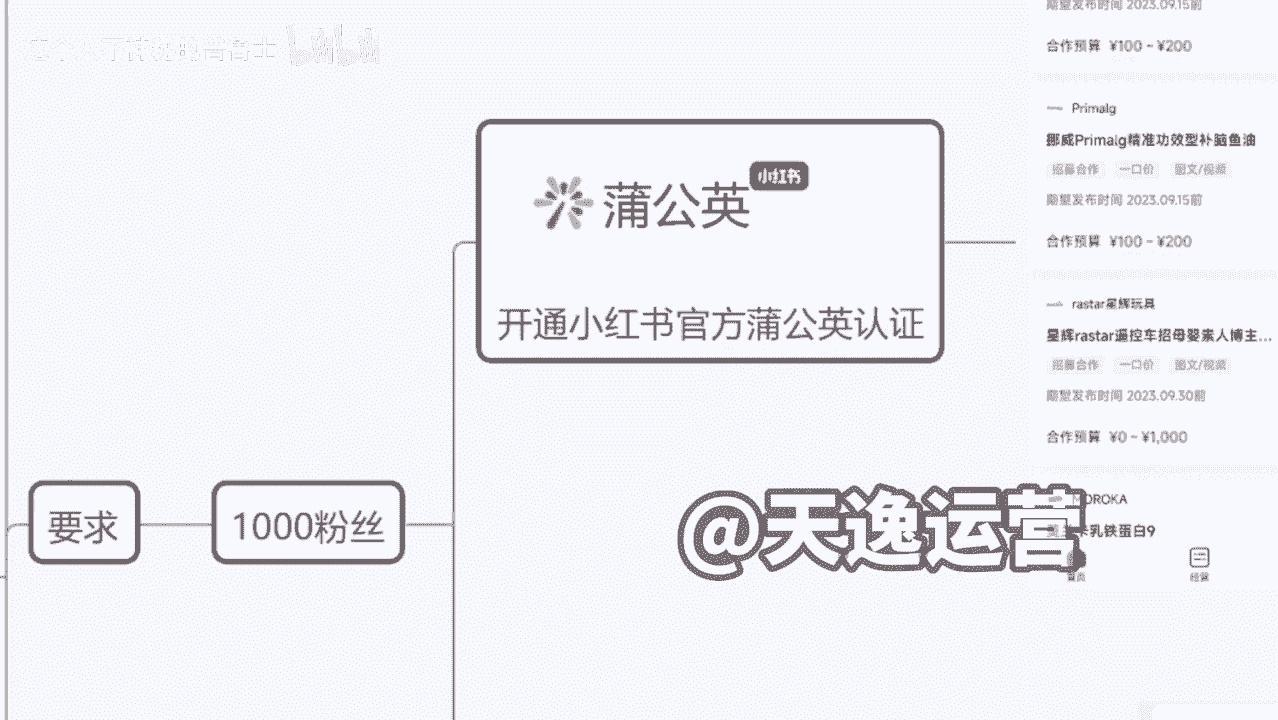 要求
1000粉丝
蒲公英
小红书
开通小红书官方蒲公英认证
期望发布时间 2023.09.15前
合作预算 ¥100 ~ ¥200
Primalg
挪威Primalg精准功效型补脑鱼油
招募合作 一口价 图文/视频
期望发布时间 2023.09.15前
合作预算 ¥100 ~ ¥200
rastar星辉玩具
星辉rastar遥控车招母婴素人博主...
招募合作 一口价 图文/视频
期望发布时间 2023.09.30前
合作预算 ¥0 ~ ¥1,000
卡乳铁蛋白9
首页
经营
@天逸运营
bilibili